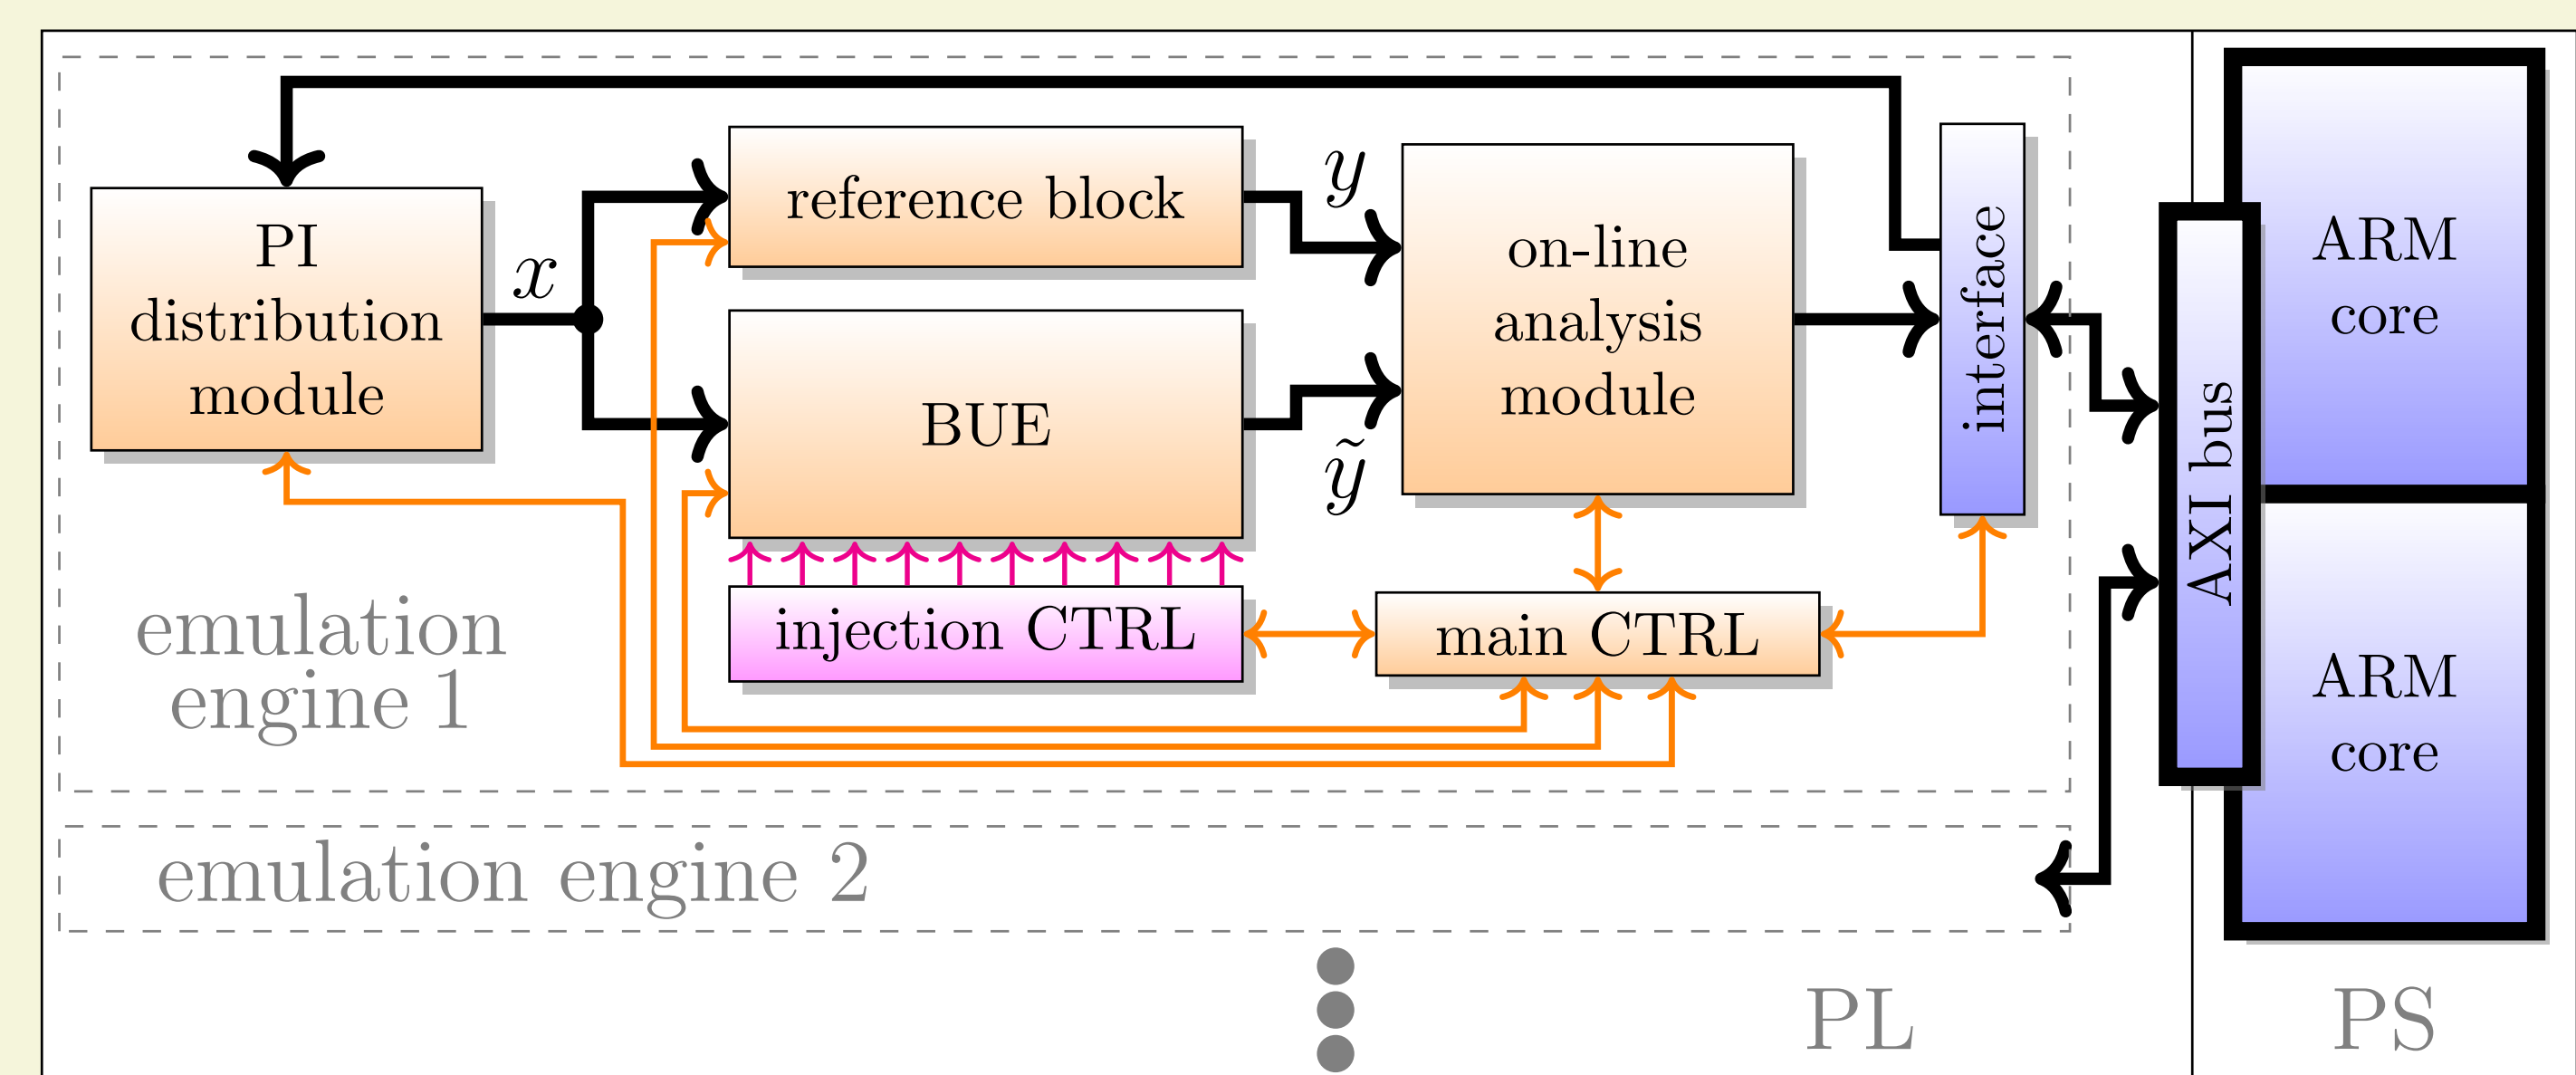 PI
distribution
module
x
reference block
BUE
y
ỹ
on-line
analysis
module
interface
AXI bus
ARM
core
ARM
core
injection CTRL
main CTRL
emulation
engine 1
emulation engine 2
PL
PS